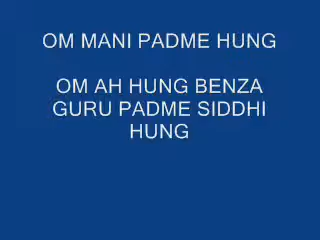 OM MANI PADME HUNG
OM AH HUNG BENZA
GURU PADME SIDDHI
HUNG